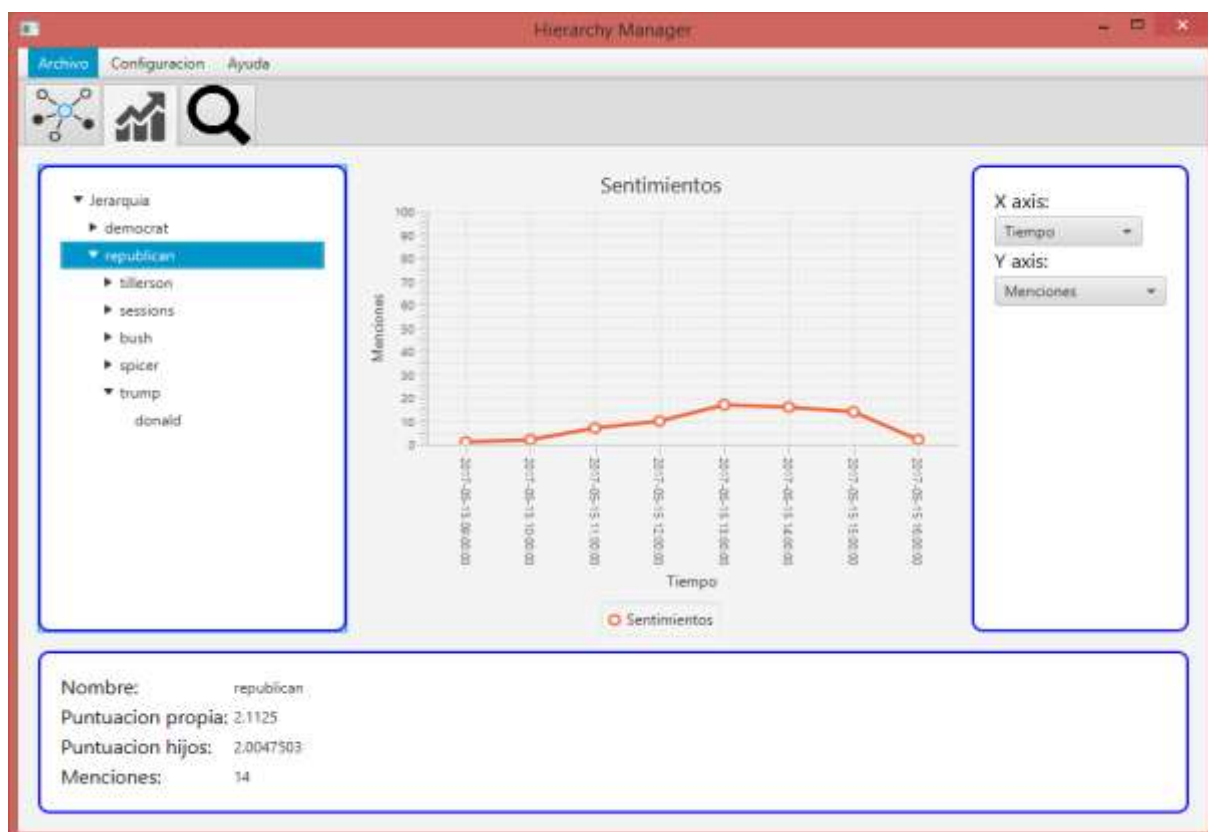 Hierarchy Manager
Archivo Configuracion Ayuda
Jerarquia
democrat
republican
tillerson
sessions
bush
spicer
trump
donald
Sentimientos
100
90
80
70
60
50
40
30
20
10
0
Menciones
Tiempo
Sentimientos
X axis:
Tiempo
Y axis:
Menciones
Nombre: republican
Puntuacion propia: 2.1125
Puntuacion hijos: 2.0047503
Menciones: 14